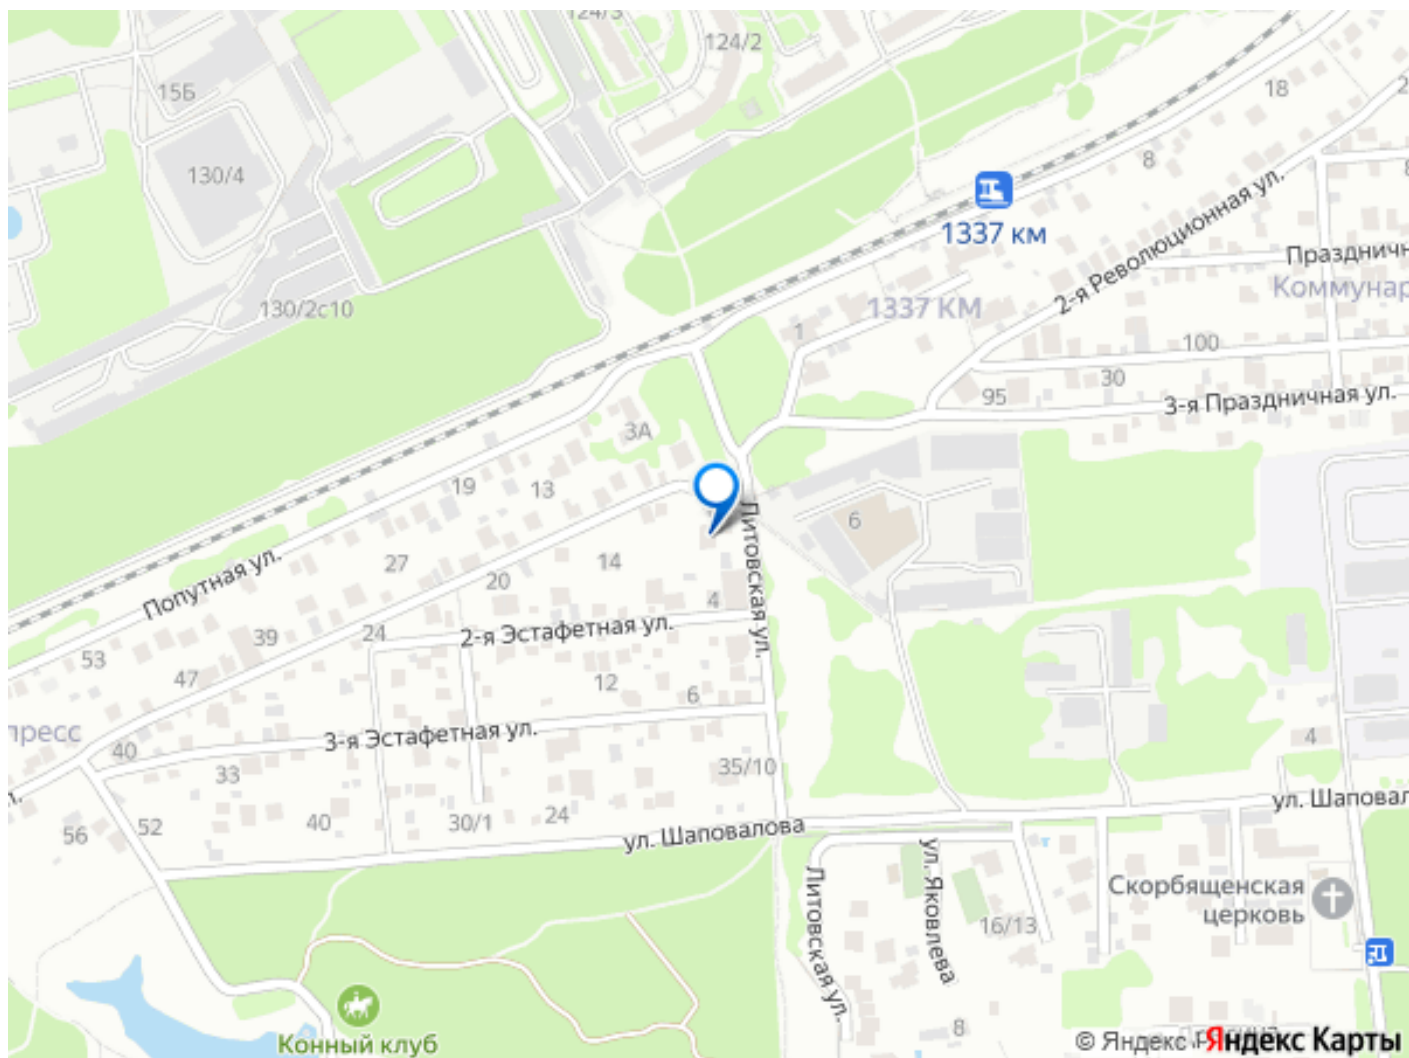 124/3
124/2
15Б
18
130/4
8
1337 км
2-я Революционная ул.
Праздничн
Коммунар
130/2с10
1337 КМ
1
100
30
95
3-я Праздничная ул.
3А
19
13
6
Литовская ул.
27
14
20
Попутная ул.
4
2-я Эстафетная ул.
24
39
53
47
12
6
пресс
3-я Эстафетная ул.
40
33
35/10
4
56
52
40
30/1
24
ул. Шаповалова
ул. Шаповал
ул. Яковлева
Литовская ул.
16/13
Скорбященская
церковь
8
Конный клуб
© Яндекс
Яндекс Карты